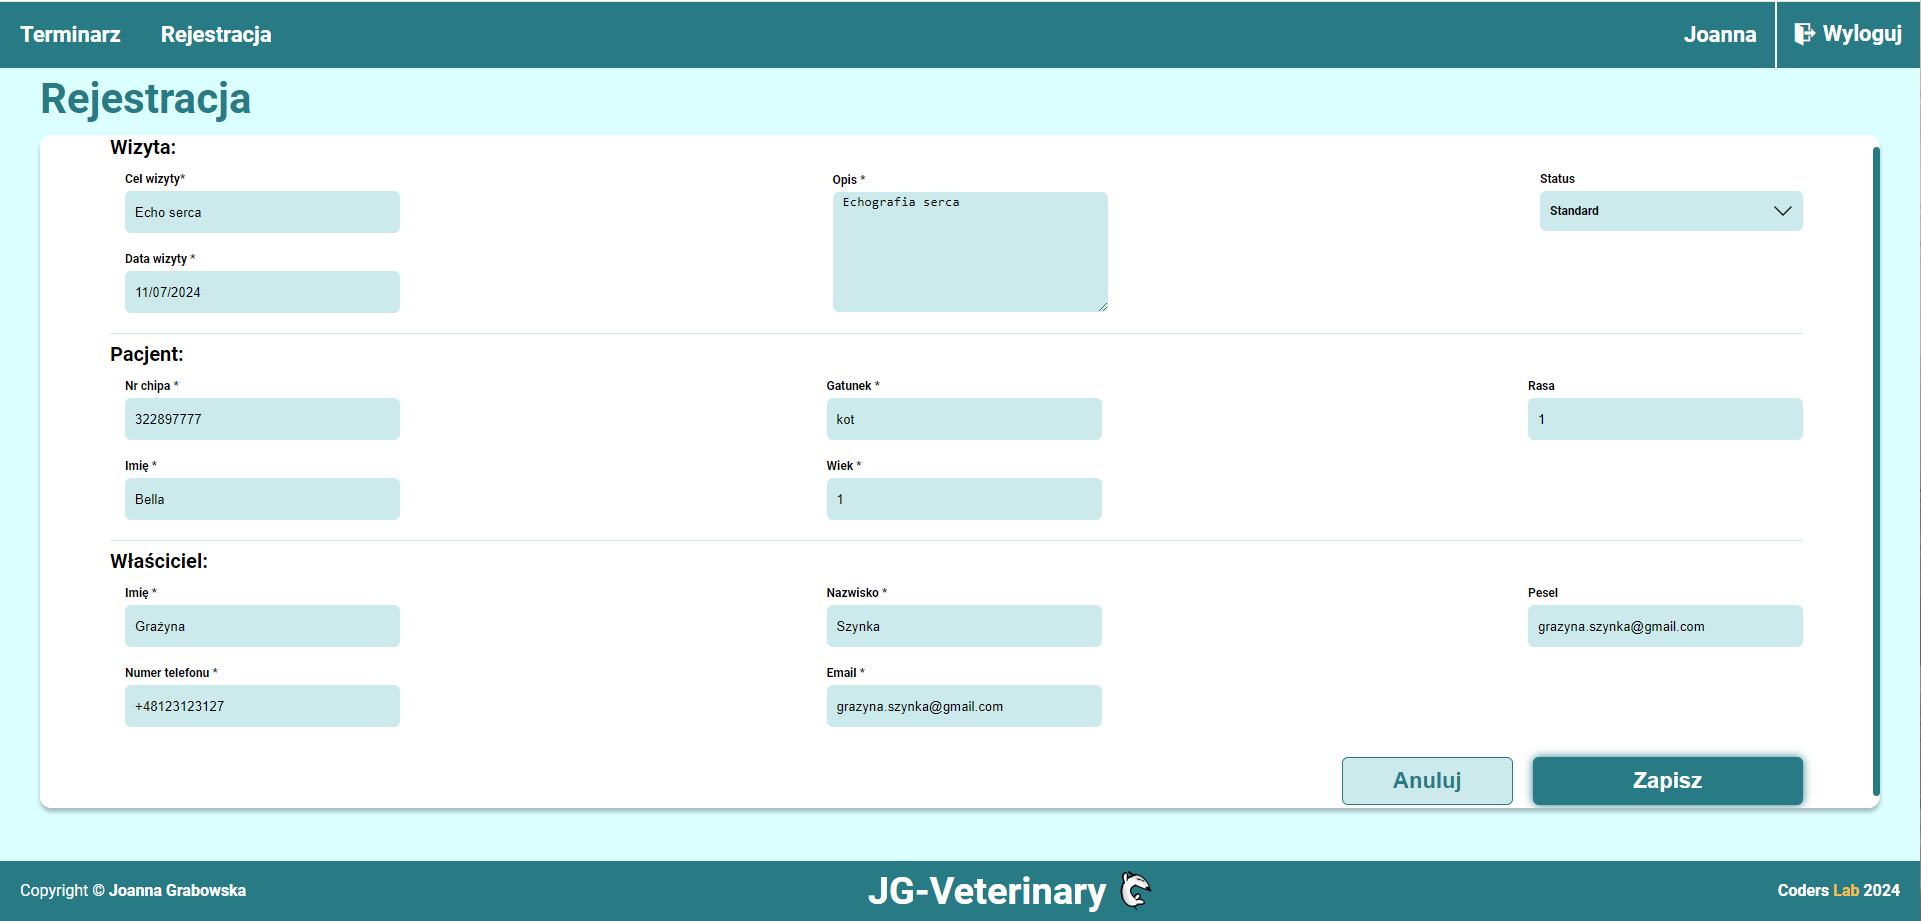 Terminarz Rejestracja Joanna Wyloguj
Rejestracja
Wizyta:
Cel wizyty* Opis * Status
Echo serca Echografia serca Standard
Data wizyty *
11/07/2024
Pacjent:
Nr chipa * Gatunek * Rasa
322897777 kot 1
Imię * Wiek *
Bella 1
Właściciel:
Imię * Nazwisko * Pesel
Grażyna Szynka grazyna.szynka@gmail.com
Numer telefonu * Email *
+48123123127 grazyna.szynka@gmail.com
Anuluj Zapisz
Copyright © Joanna Grabowska JG-Veterinary Coders Lab 2024